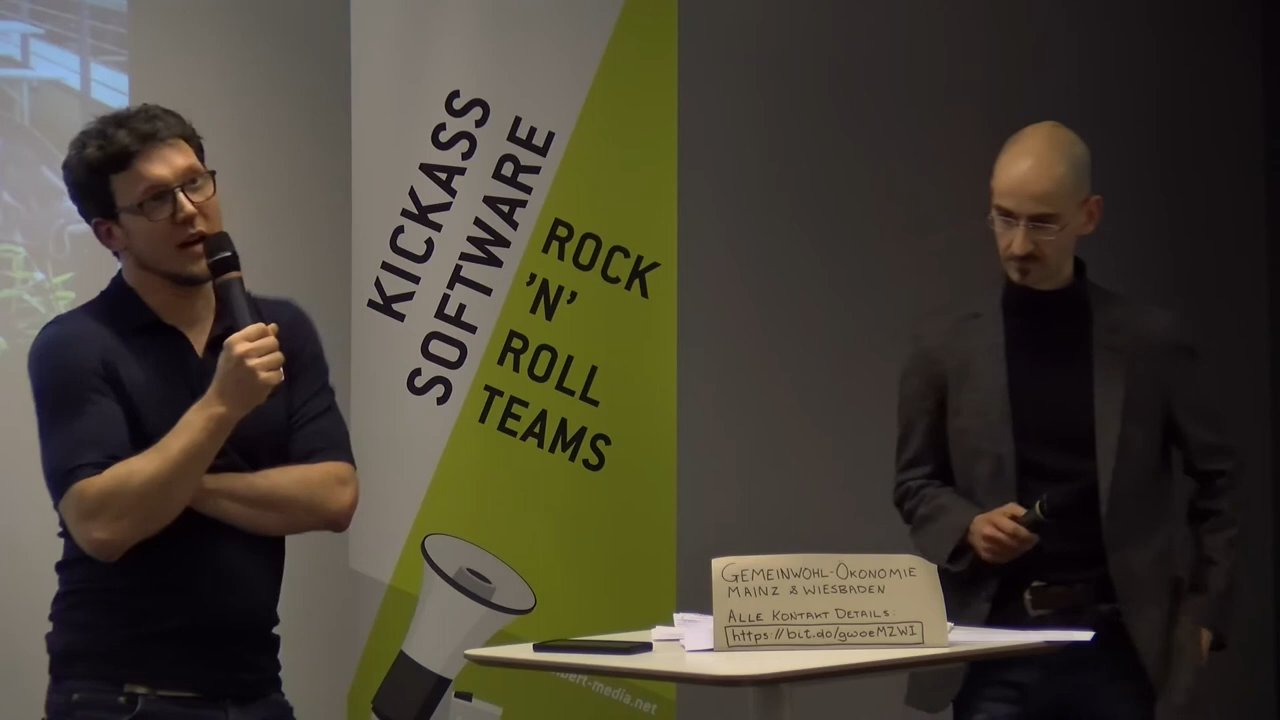 KICKASS
SOFTWARE
ROCK
'N'
ROLL
TEAMS
GEMEINWOHL-ÖKONOMIE
MAINZ & WIESBADEN
ALLE KONTAKT DETAILS:
https://bit.do/gwoeMZWI